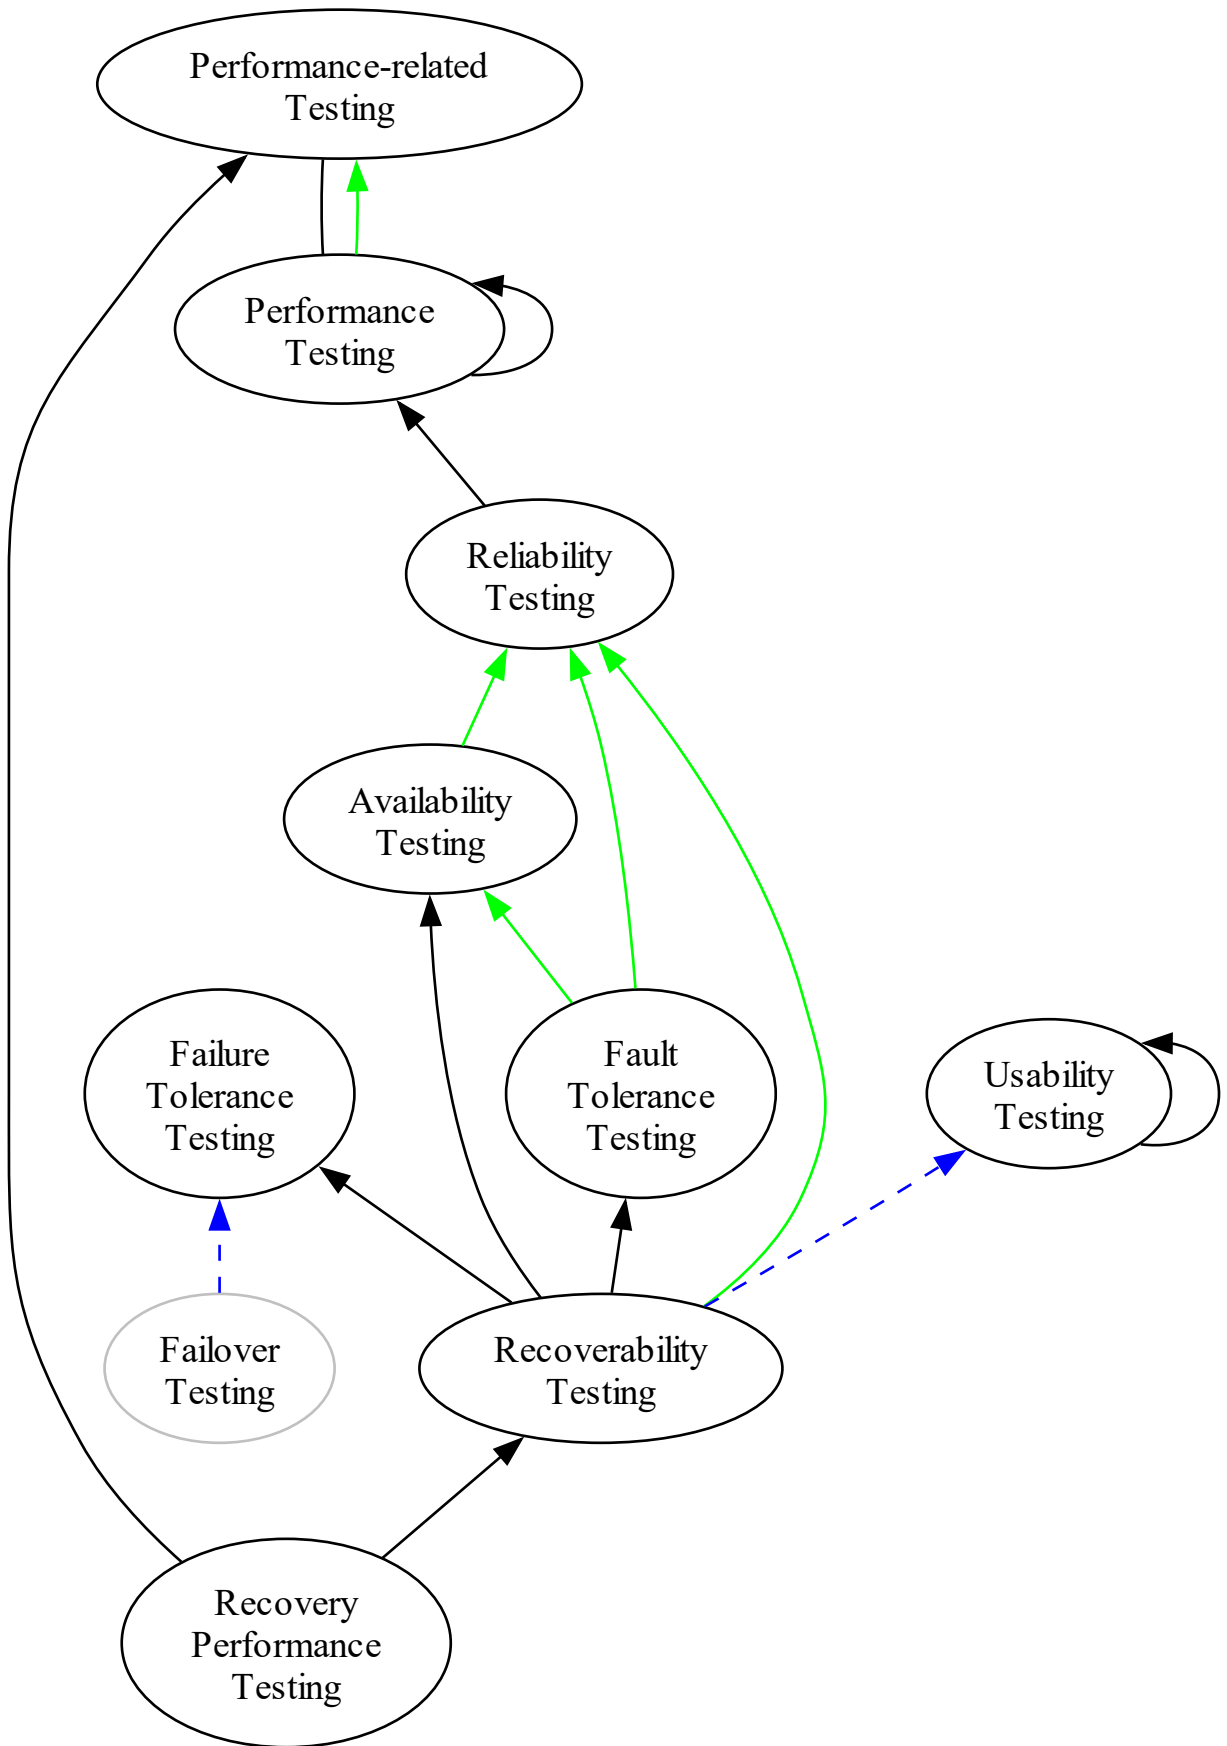 Performance-related
Testing
Performance
Testing
Reliability
Testing
Availability
Testing
Failure
Tolerance
Testing
Fault
Tolerance
Testing
Usability
Testing
Failover
Testing
Recoverability
Testing
Recovery
Performance
Testing